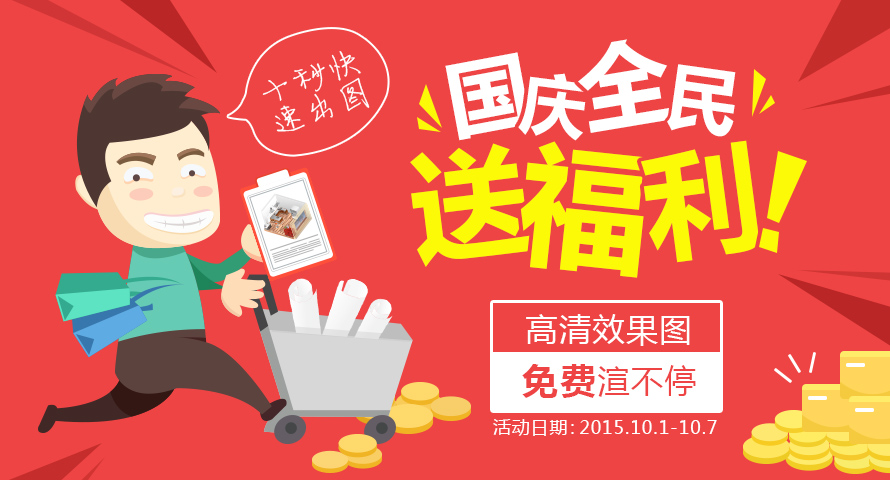 十秒快
速出图
国庆全民
送福利!
高清效果图
免费渲不停
活动日期:2015.10.1-10.7